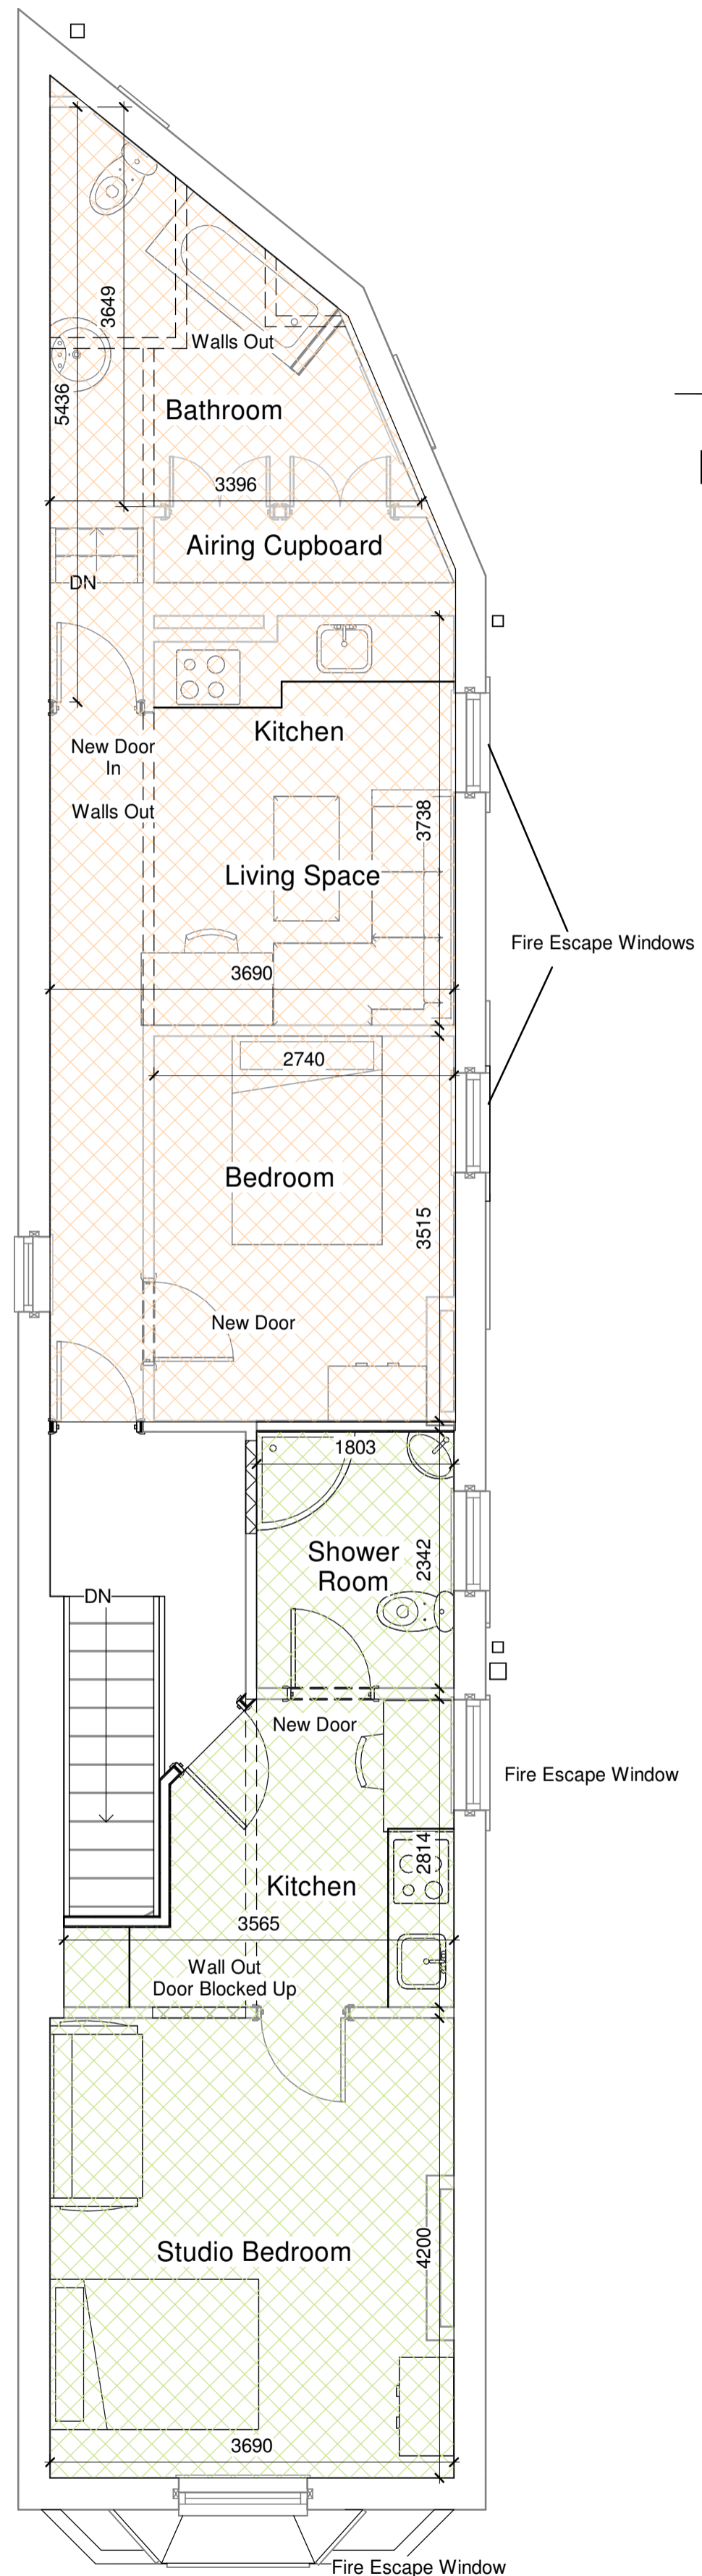 3649
5436
Walls Out
Bathroom
3396
Airing Cupboard
DN
Kitchen
New Door
In
Walls Out
3738
Living Space
Fire Escape Windows
3690
2740
Bedroom
3515
New Door
1803
Shower
Room
2342
DN
New Door
Fire Escape Window
2814
Kitchen
3565
Wall Out
Door Blocked Up
Studio Bedroom
4200
3690
Fire Escape Window